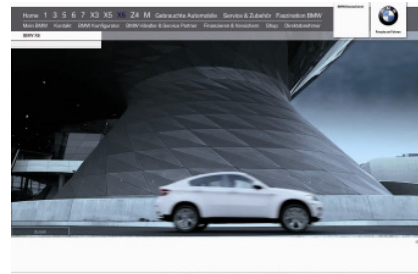 Home 1 3 5 6 7 X3 X5 X6 Z4 M Gebrauchte Automobile Service & Zubehör Faszination BMW
Mein BMW Kontakt BMW Konfigurator BMW Händler & Service Partner Finanzieren & Versichern Shop Direktabnehmer
BMW X6
Freude am Fahren